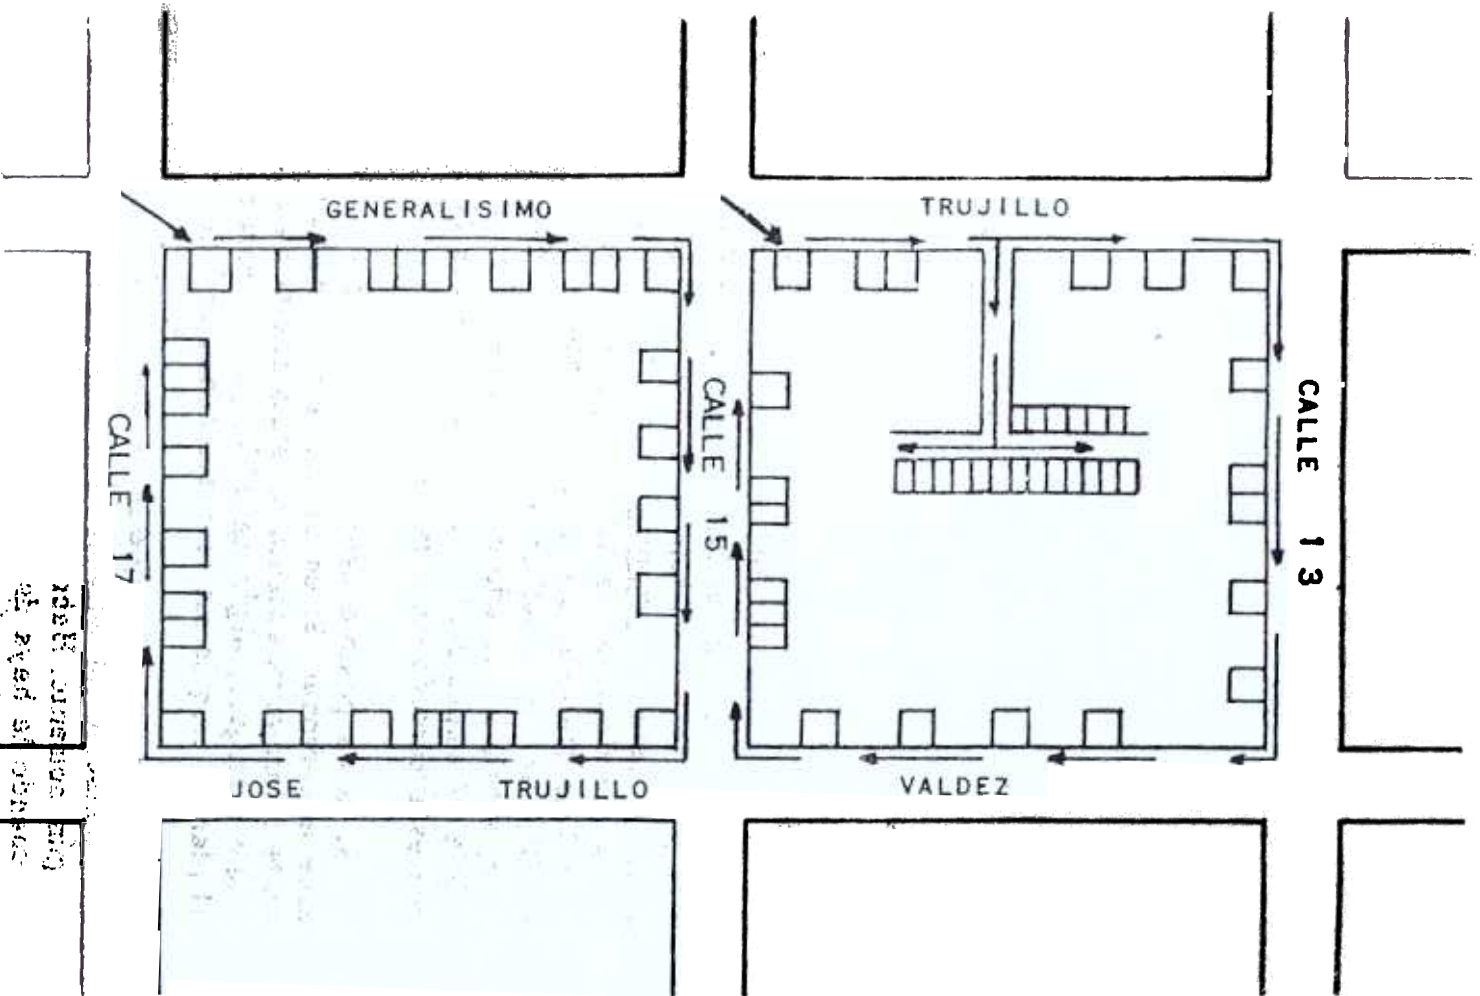 GENERALISIMO TRUJILLO
CALLE 17
CALLE 15
CALLE 13
JOSE TRUJILLO VALDEZ